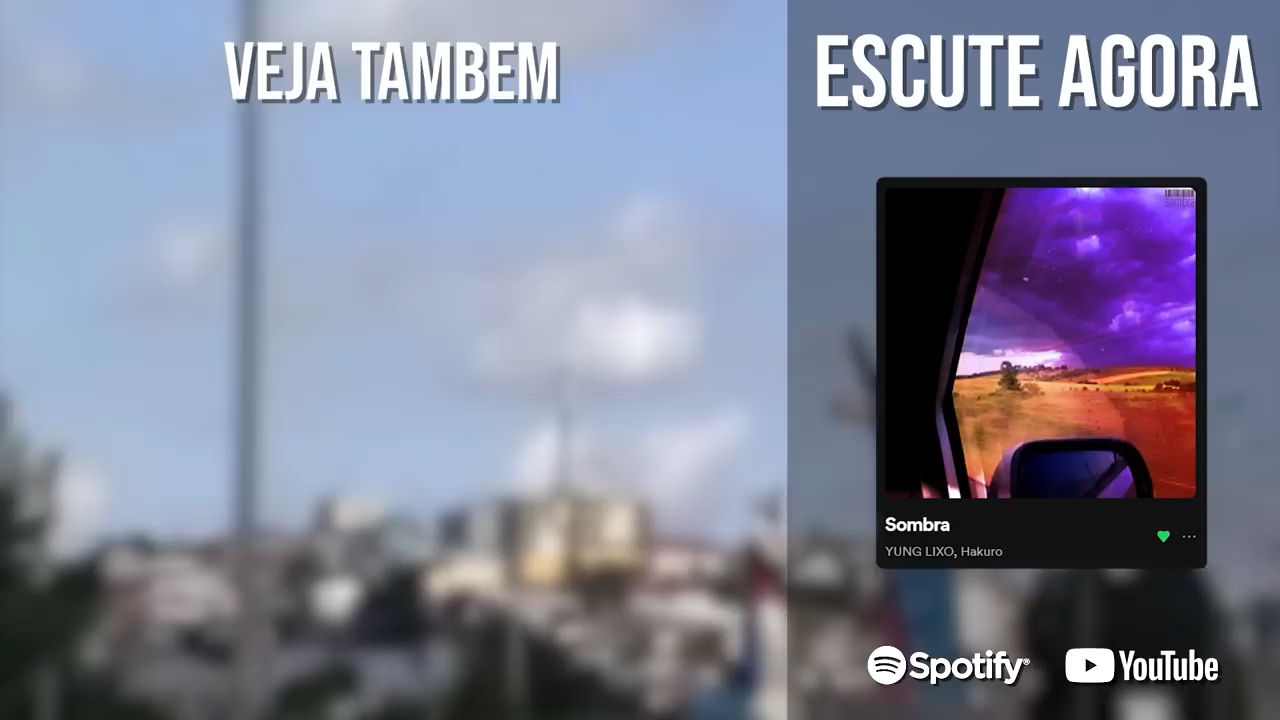 VEJA TAMBEM
ESCUTE AGORA
Sombra
YUNG LIXO, Hakuro
Spotify
YouTube